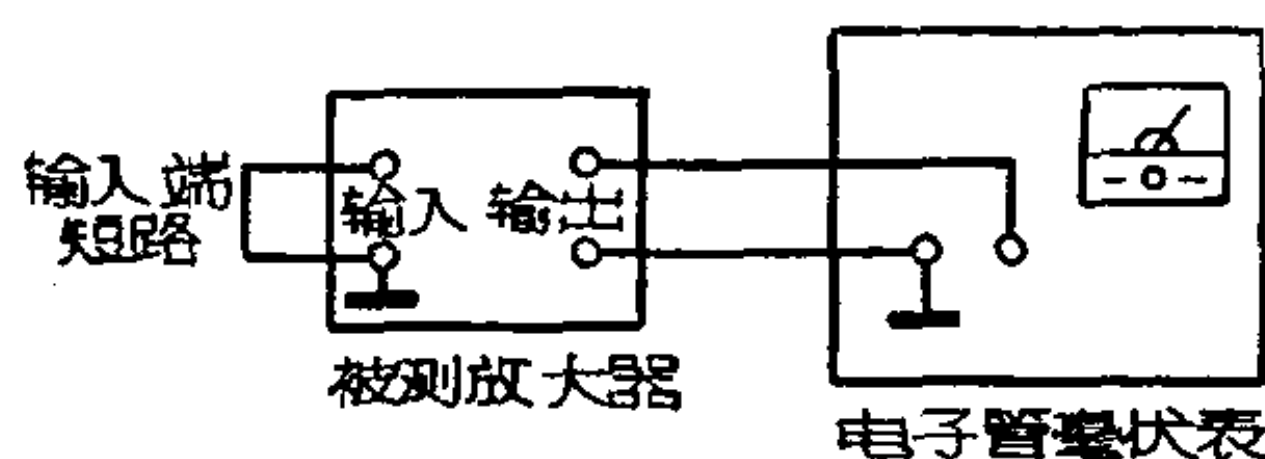 输入端
短路
输入 输出
被测放大器
电子管毫伏表